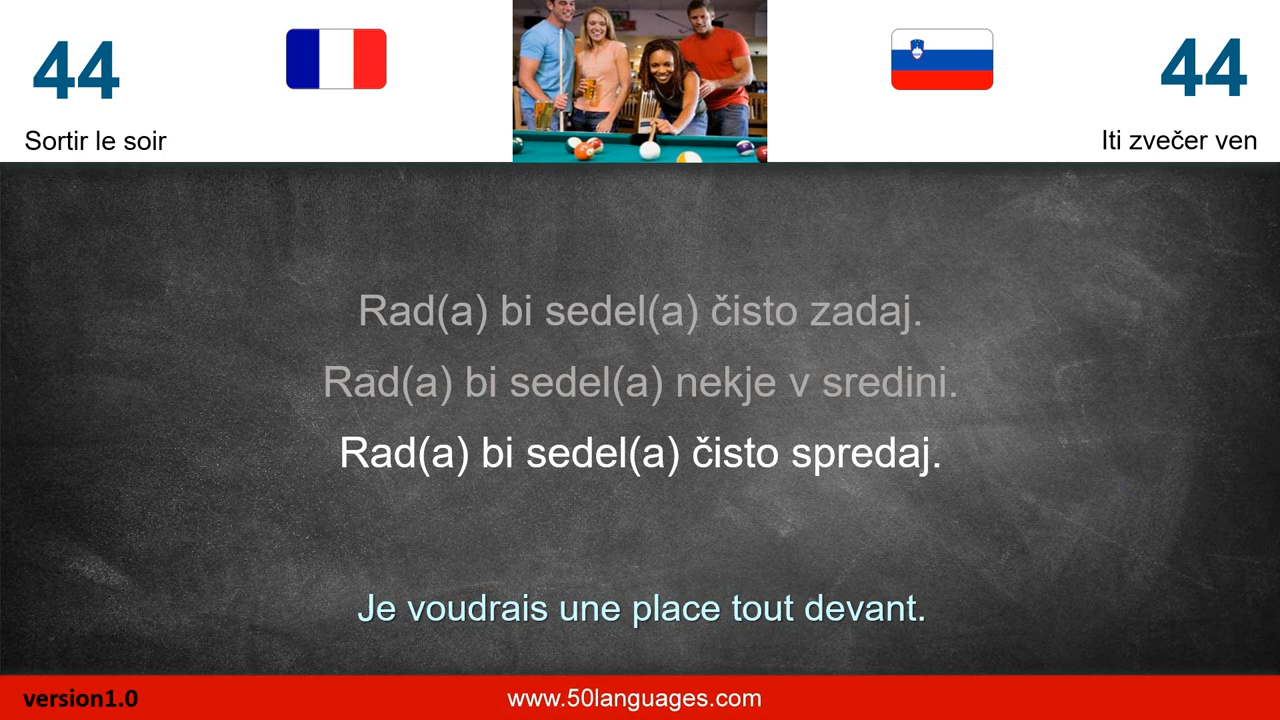 44
44
Sortir le soir
Iti zvečer ven
Rad(a) bi sedel(a) čisto zadaj.
Rad(a) bi sedel(a) nekje v sredini.
Rad(a) bi sedel(a) čisto spredaj.
Je voudrais une place tout devant.
version1.0
www.50languages.com